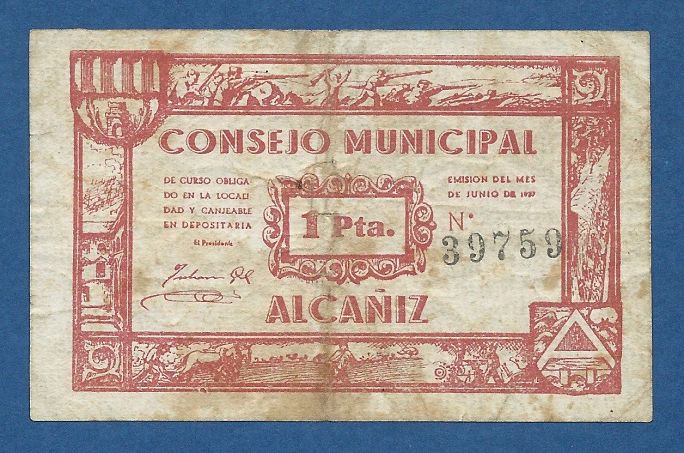 CONSEJO MUNICIPAL
DE CURSO OBLIGA
DO EN LA LOCALI
DAD Y CANJEABLE
EN DEPOSITARIA
El Presidente
1 Pta.
EMISION DEL MES
DE JUNIO DE 1937
Nº
39759
ALCAÑIZ